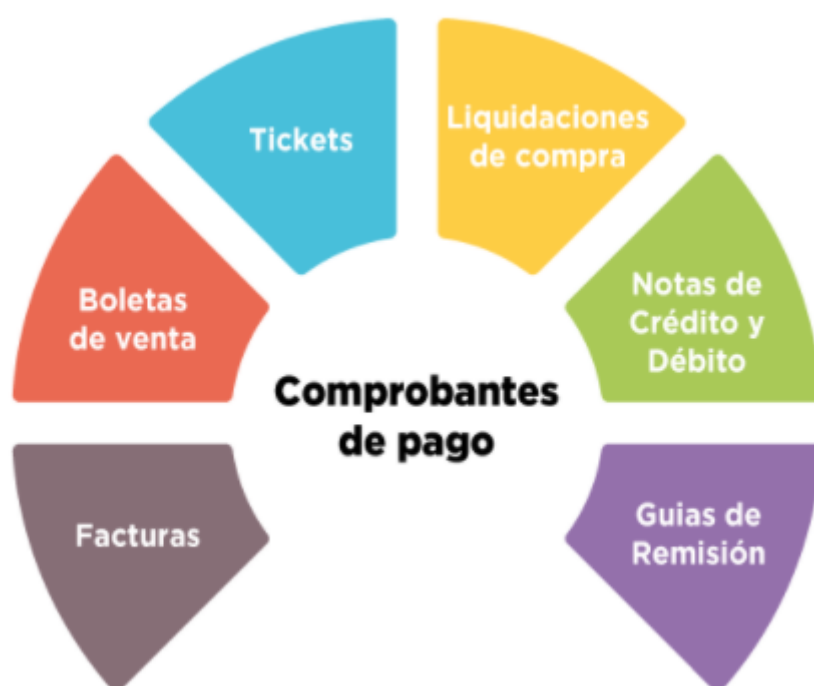 Tickets
Liquidaciones
de compra
Boletas
de venta
Notas de
Crédito y
Débito
Comprobantes
de pago
Facturas
Guias de
Remisión